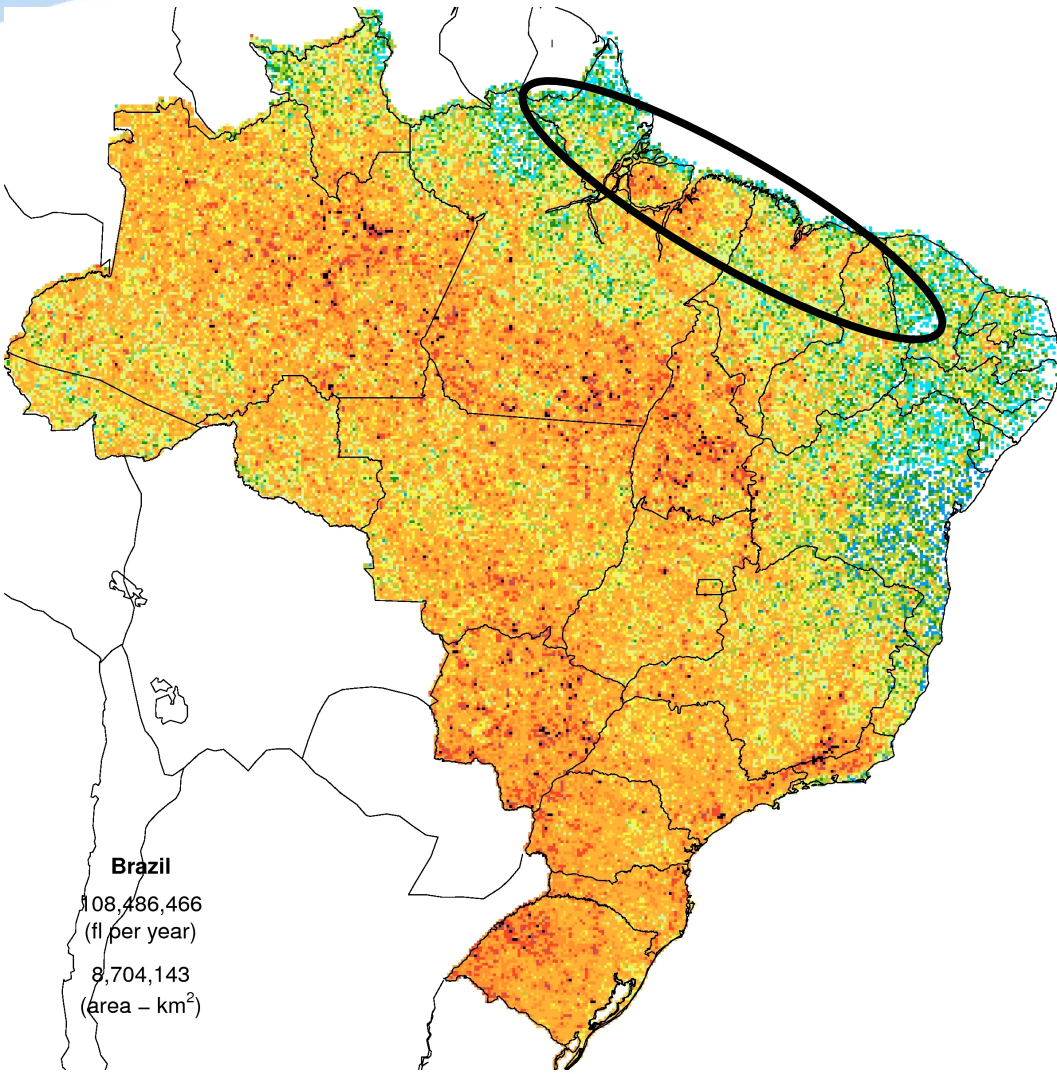 Brazil
108,486,466
(fl per year)
8,704,143
(area – km²)